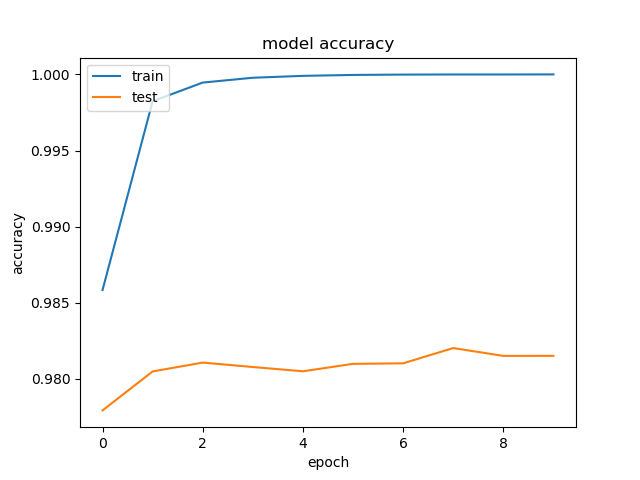 model accuracy
train
test
1.000
0.995
0.990
0.985
0.980
accuracy
0 2 4 6 8
epoch